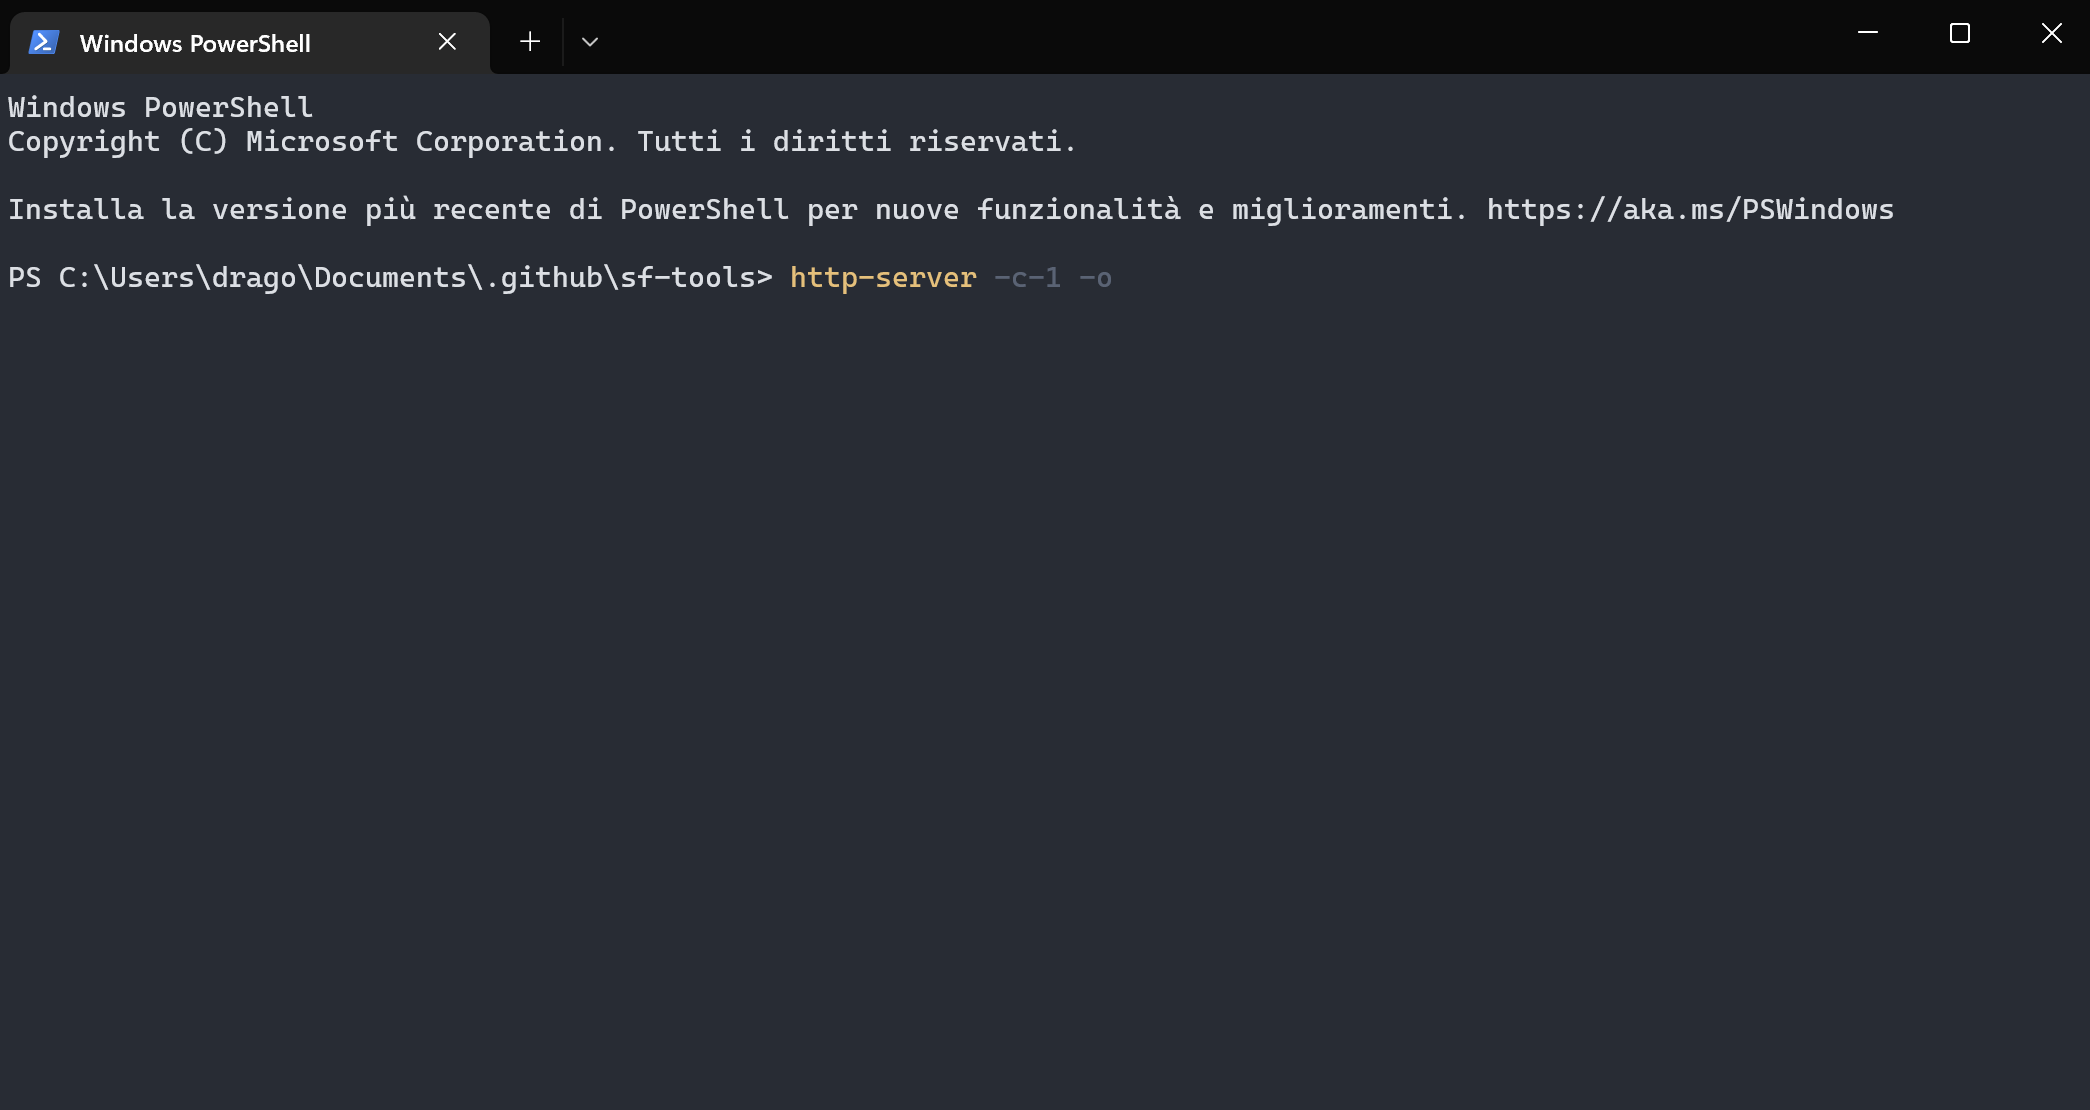 Windows PowerShell
Windows PowerShell
Copyright (C) Microsoft Corporation. Tutti i diritti riservati.
Installa la versione più recente di PowerShell per nuove funzionalità e miglioramenti. https://aka.ms/PSWindows
PS C:\Users\drago\Documents\.github\sf-tools> http-server -c-1 -o